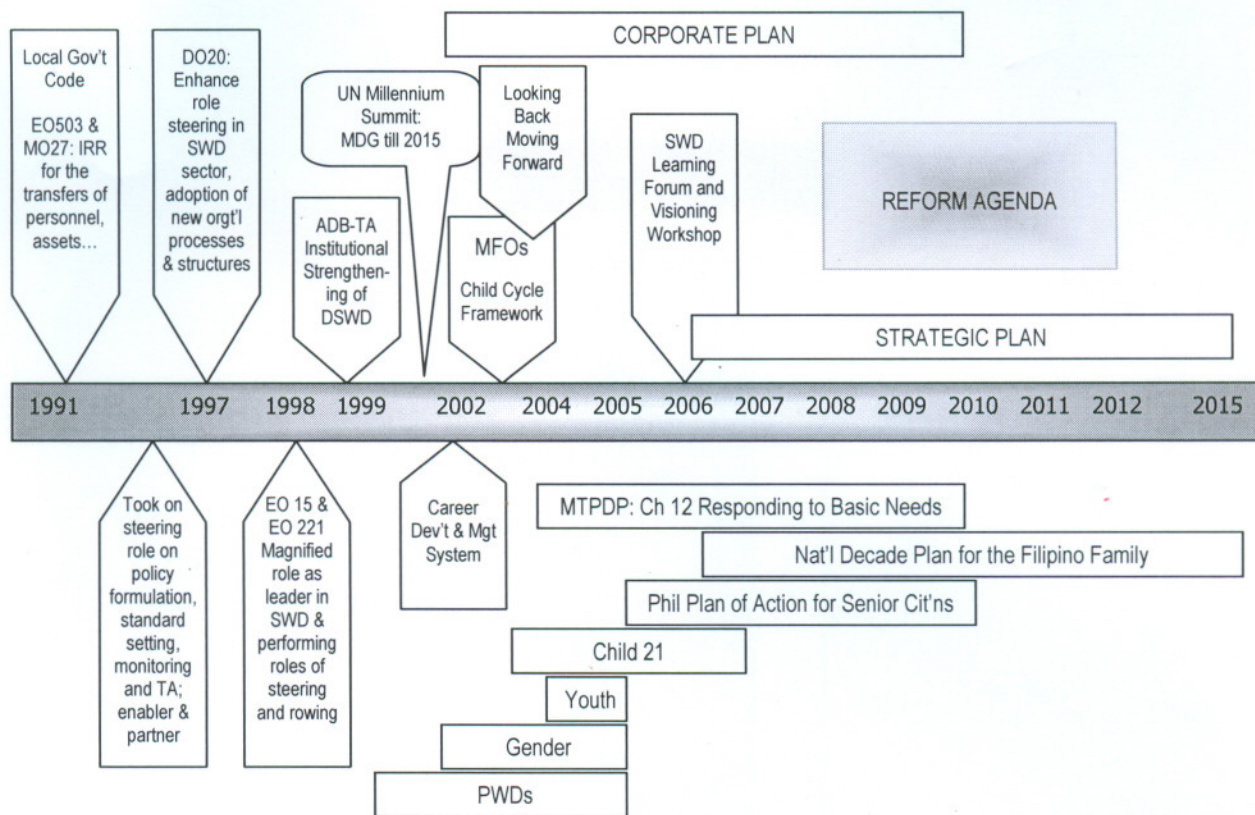 CORPORATE PLAN
Local Gov't
Code
EO503 &
MO27: IRR
for the
transfers of
personnel,
assets…
DO20:
Enhance
role
steering in
SWD
sector,
adoption of
new orgt'l
processes
& structures
UN Millennium
Summit:
MDG till 2015
Looking
Back
Moving
Forward
SWD
Learning
Forum and
Visioning
Workshop
REFORM AGENDA
ADB-TA
Institutional
Strengthen-
ing of
DSWD
MFOs
Child Cycle
Framework
STRATEGIC PLAN
1991 1997 1998 1999 2002 2004 2005 2006 2007 2008 2009 2010 2011 2012 2015
Took on
steering
role on
policy
formulation,
standard
setting,
monitoring
and TA;
enabler &
partner
EO 15 &
EO 221
Magnified
role as
leader in
SWD &
performing
roles of
steering
and rowing
Career
Dev't & Mgt
System
MTPDP: Ch 12 Responding to Basic Needs
Nat'l Decade Plan for the Filipino Family
Phil Plan of Action for Senior Cit'ns
Child 21
Youth
Gender
PWDs